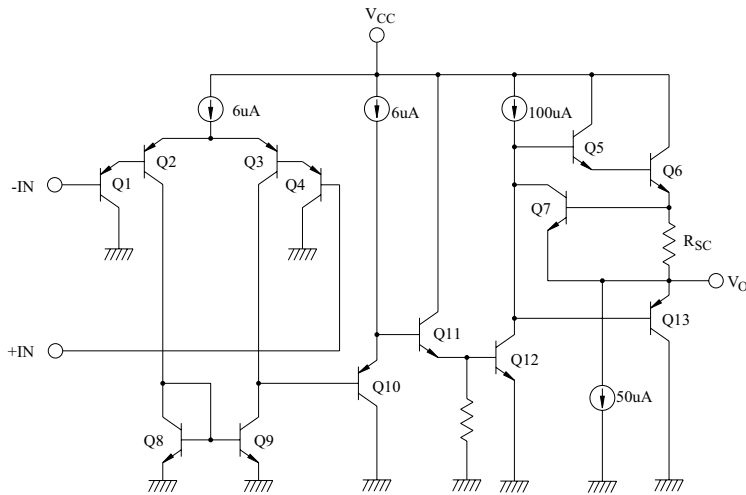 VCC
6uA
6uA
100uA
Q5
Q2
Q3
Q6
-IN
Q1
Q4
Q7
RSC
VO
Q11
Q13
+IN
Q12
Q10
50uA
Q8
Q9